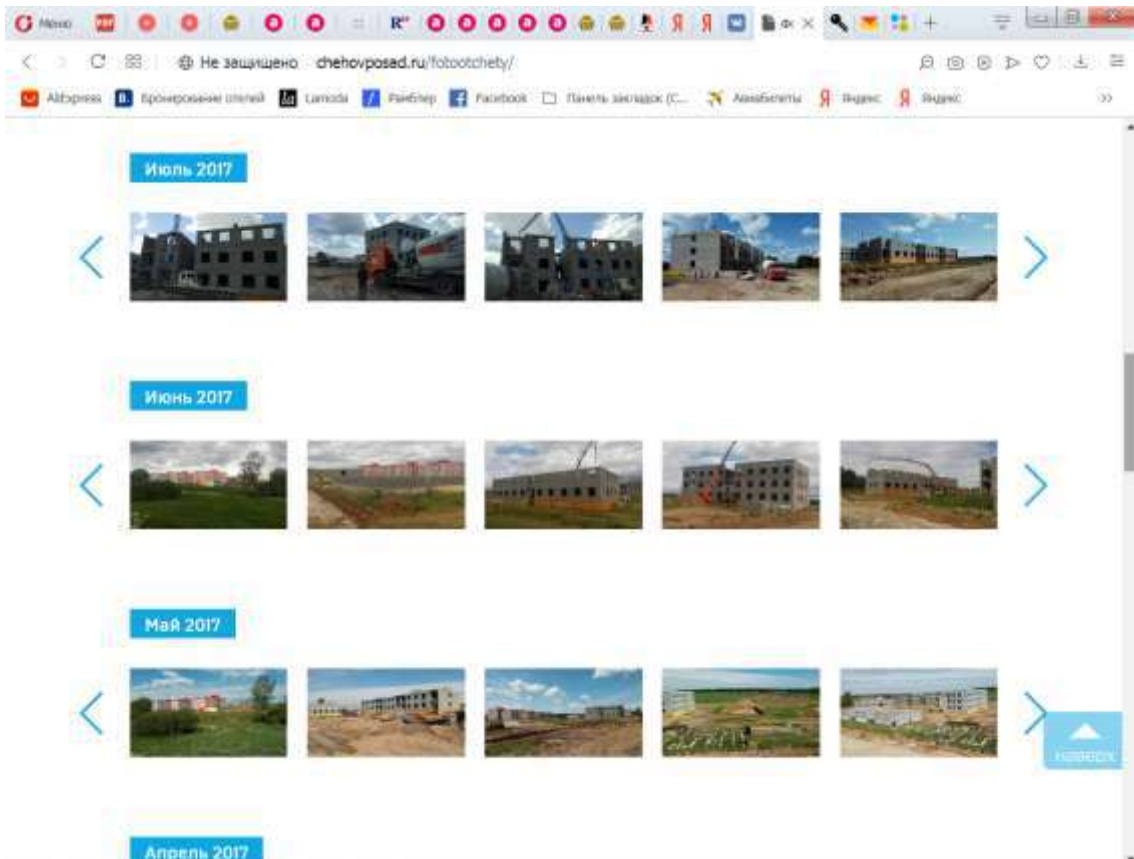 Меню
Не защищено chehovposad.ru/fotootchety/
AliExpress Бронирование отелей Lamoda Рамблер Facebook Панель закладок (С... Авиабилеты Яндекс Яндекс
Июль 2017
Июнь 2017
Май 2017
наверх
Апрель 2017